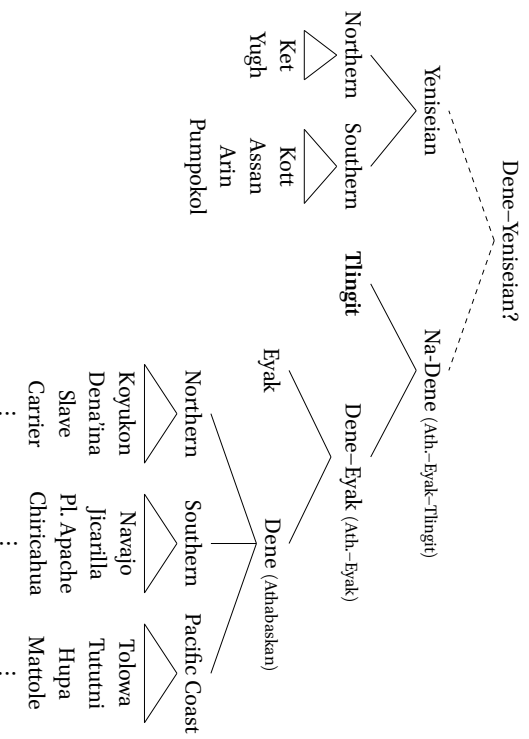 Dene–Yeniseian?
Yeniseian
Na-Dene (Ath.–Eyak–Tlingit)
Northern
Southern
Tlingit
Dene–Eyak (Ath.–Eyak)
Ket
Yugh
Kott
Assan
Arin
Pumpokol
Eyak
Dene (Athabaskan)
Northern
Southern
Pacific Coast
Koyukon
Dena'ina
Slave
Carrier
⋮
Navajo
Jicarilla
Pl. Apache
Chiricahua
⋮
Tolowa
Tututni
Hupa
Mattole
⋮